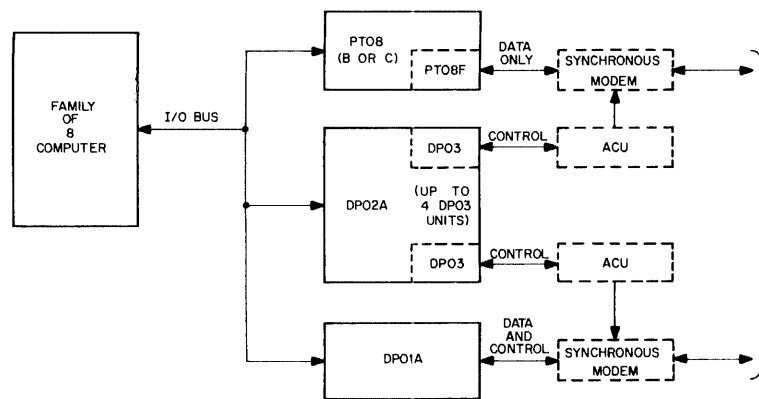 FAMILY
OF
8
COMPUTER
I/O BUS
PT08
(B OR C)
PT08F
DATA
ONLY
SYNCHRONOUS
MODEM
DP02A
DP03
(UP TO
4 DP03
UNITS)
DP03
CONTROL
ACU
CONTROL
ACU
DP01A
DATA
AND
CONTROL
SYNCHRONOUS
MODEM